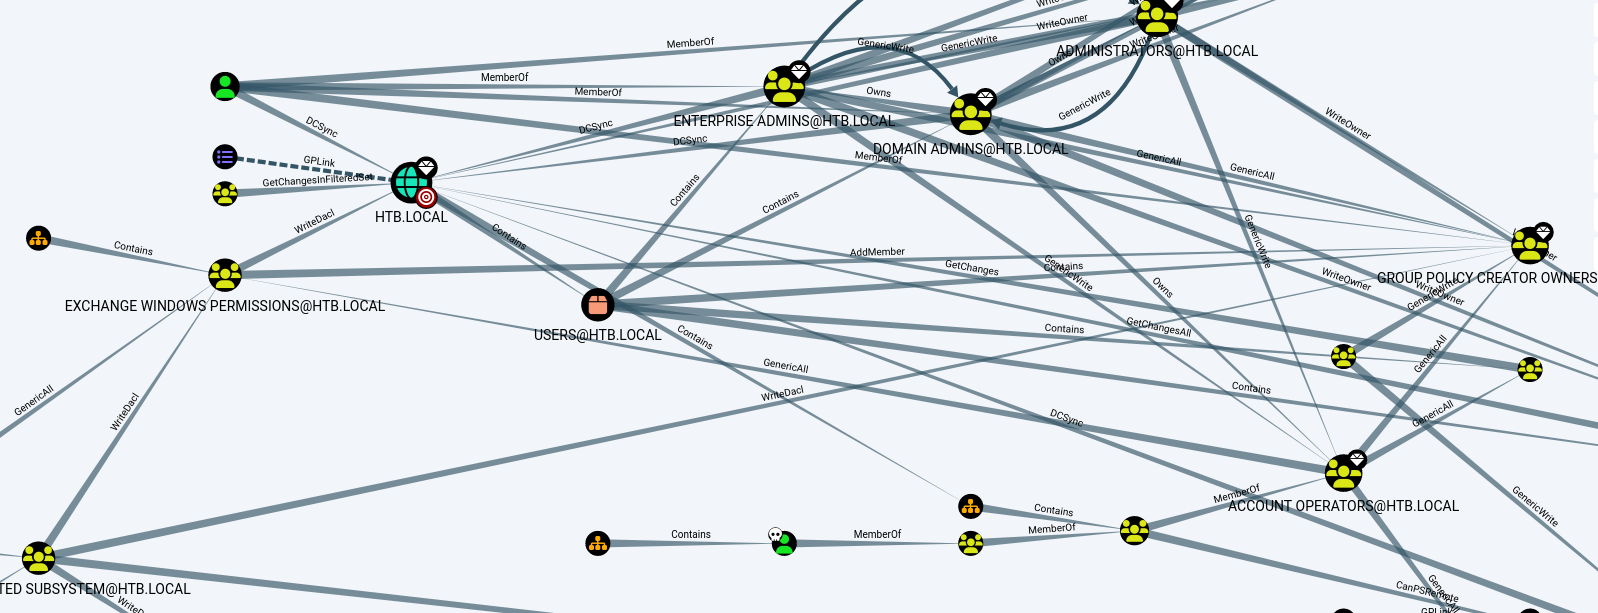 WriteOwner
MemberOf
GenericWrite
GenericWrite
ADMINISTRATORS@HTB.LOCAL
MemberOf
MemberOf
Owns
GenericWrite
ENTERPRISE ADMINS@HTB.LOCAL
WriteOwner
DCSync
DCSync
DCSync
DOMAIN ADMINS@HTB.LOCAL
MemberOf
GenericAll
GenericAll
GPLink
GetChangesInFilteredSet
Contains
Contains
HTB.LOCAL
WriteDacl
Contains
GenericWrite
Contains
AddMember
GetChanges
Contains
GenericWrite
Owns
WriteOwner
WriteOwner
GROUP POLICY CREATOR OWNERS
GenericWrite
EXCHANGE WINDOWS PERMISSIONS@HTB.LOCAL
USERS@HTB.LOCAL
Contains
Contains
GetChangesAll
GenericAll
GenericAll
GenericAll
WriteDacl
WriteDacl
Contains
GenericAll
DCSync
MemberOf
ACCOUNT OPERATORS@HTB.LOCAL
GenericWrite
Contains
Contains
MemberOf
MemberOf
TED SUBSYSTEM@HTB.LOCAL
CanPSRemote
GenericAll